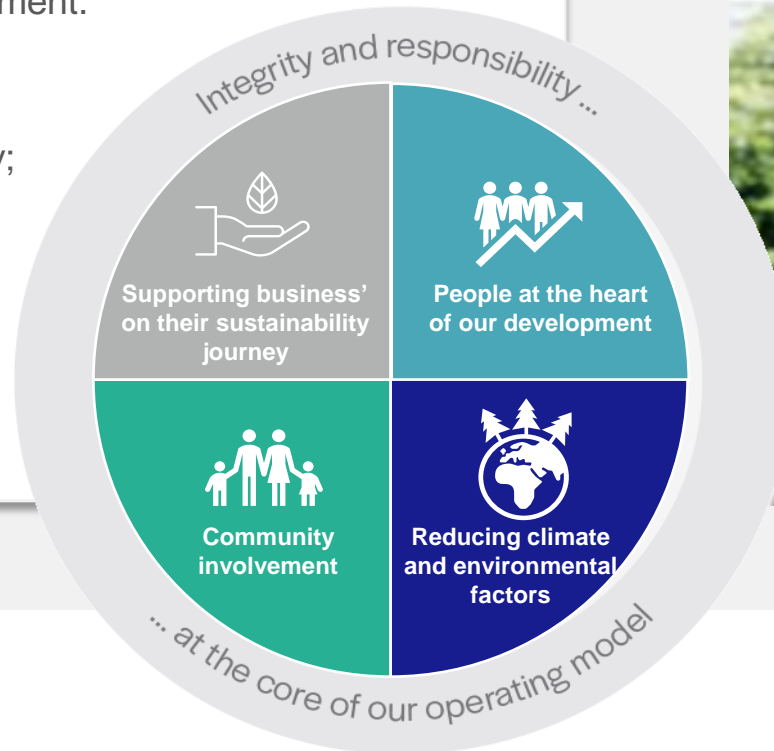 Integrity and responsibility...
Supporting business’
on their sustainability
journey
People at the heart
of our development
Community
involvement
Reducing climate
and environmental
factors
... at the core of our operating model